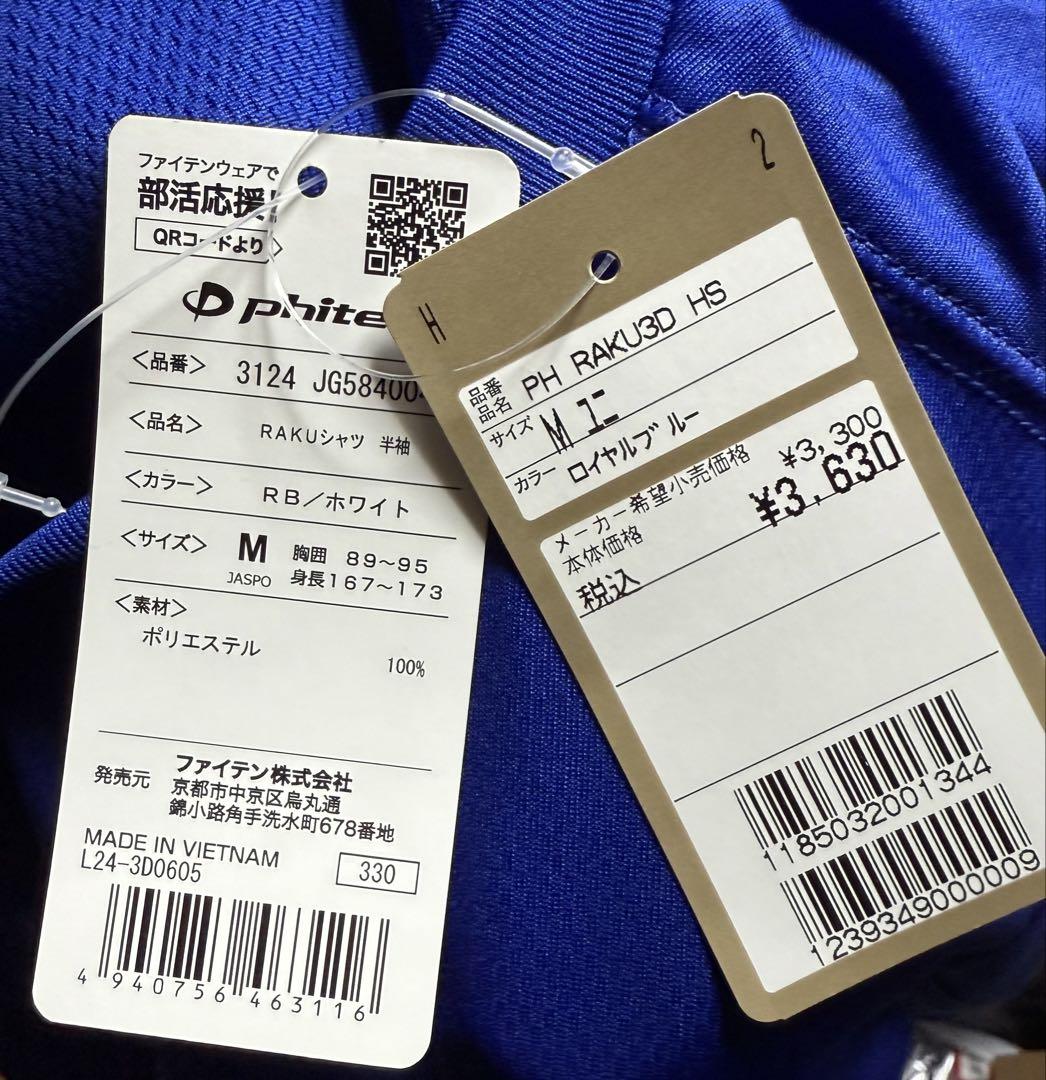 ファイテンウェアで
部活応援!
QRコードより
phite
<品番> 3124 JG58400
<品名> RAKUシャツ 半袖
<カラー> RB/ホワイト
<サイズ> M 胸囲 89~95
JASPO 身長167~173
<素材>
ポリエステル
100%
発売元 ファイテン株式会社
京都市中京区烏丸通
錦小路角手洗水町678番地
MADE IN VIETNAM
L24-3D0605
330
4 940756 463116
H
2
品番
品名 PH RAKU3D HS
サイズ M ユニ
カラー ロイヤルブルー
メーカー希望小売価格 ¥3,300
本体価格 ¥3,630
税込
1185032001344
1239349000009